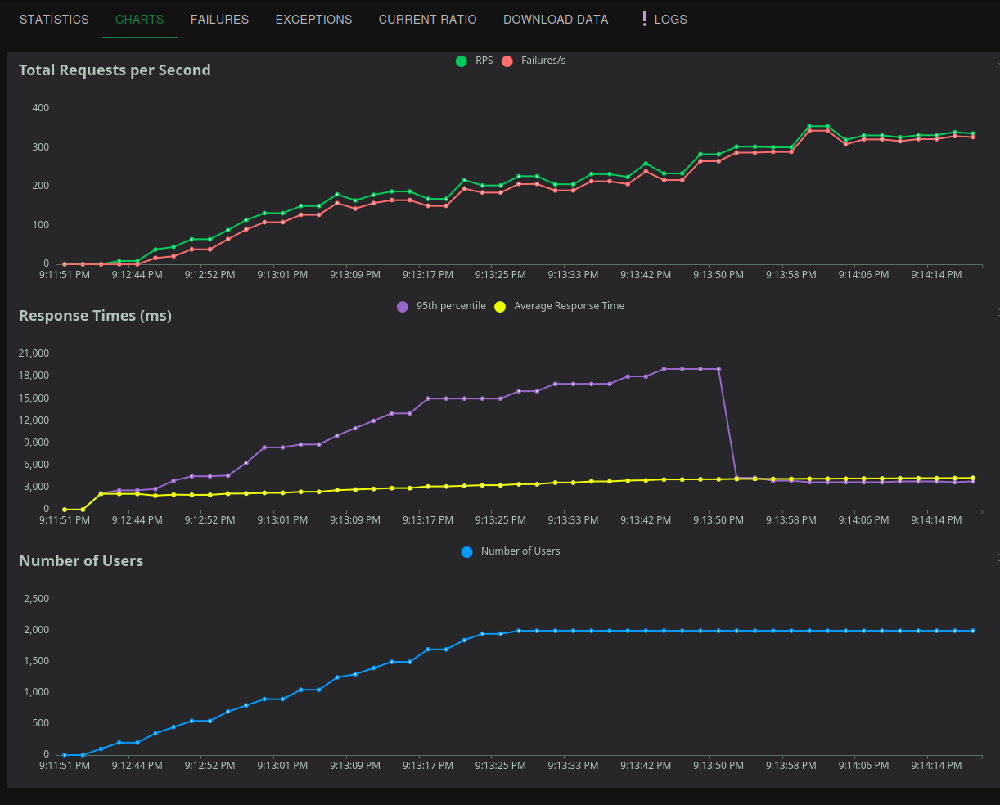 STATISTICS CHARTS FAILURES EXCEPTIONS CURRENT RATIO DOWNLOAD DATA LOGS
RPS Failures/s
Total Requests per Second
400
300
200
100
0
9:11:51 PM 9:12:44 PM 9:12:52 PM 9:13:01 PM 9:13:09 PM 9:13:17 PM 9:13:25 PM 9:13:33 PM 9:13:42 PM 9:13:50 PM 9:13:58 PM 9:14:06 PM 9:14:14 PM
95th percentile Average Response Time
Response Times (ms)
21,000
18,000
15,000
12,000
9,000
6,000
3,000
0
9:11:51 PM 9:12:44 PM 9:12:52 PM 9:13:01 PM 9:13:09 PM 9:13:17 PM 9:13:25 PM 9:13:33 PM 9:13:42 PM 9:13:50 PM 9:13:58 PM 9:14:06 PM 9:14:14 PM
Number of Users
Number of Users
2,500
2,000
1,500
1,000
500
0
9:11:51 PM 9:12:44 PM 9:12:52 PM 9:13:01 PM 9:13:09 PM 9:13:17 PM 9:13:25 PM 9:13:33 PM 9:13:42 PM 9:13:50 PM 9:13:58 PM 9:14:06 PM 9:14:14 PM